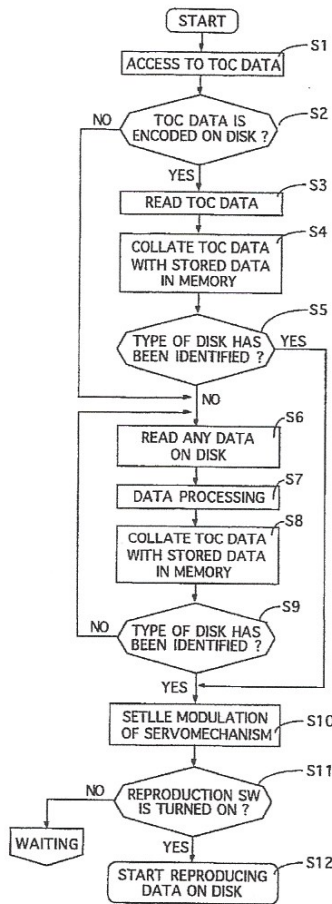 START
S1
ACCESS TO TOC DATA
S2
NO
TOC DATA IS
ENCODED ON DISK ?
YES
S3
READ TOC DATA
S4
COLLATE TOC DATA
WITH STORED DATA
IN MEMORY
S5
TYPE OF DISK HAS
BEEN IDENTIFIED ?
YES
NO
S6
READ ANY DATA
ON DISK
S7
DATA PROCESSING
S8
COLLATE TOC DATA
WITH STORED DATA
IN MEMORY
S9
NO
TYPE OF DISK HAS
BEEN IDENTIFIED ?
YES
S10
SETLLE MODULATION
OF SERVOMECHANISM
S11
NO
REPRODUCTION SW
IS TURNED ON ?
WAITING
YES
S12
START REPRODUCING
DATA ON DISK